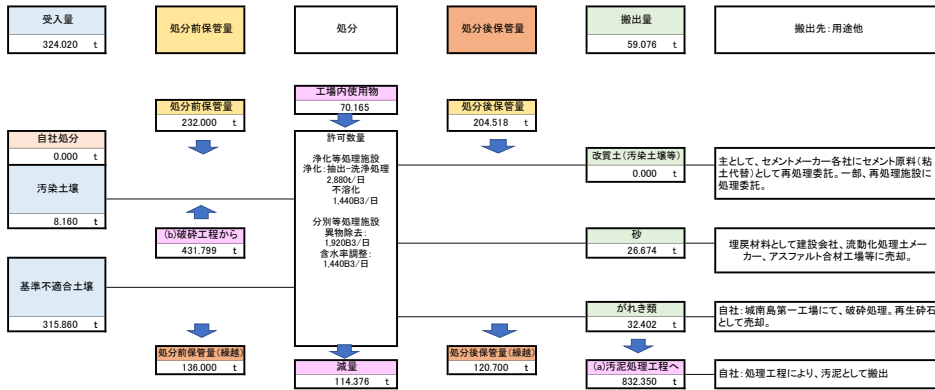 受入量
324.020 t
処分前保管量
処分
処分後保管量
搬出量
59.076 t
搬出先：用途他
工場内使用物
70.165
処分前保管量
232.000 t
処分後保管量
204.518 t
自社処分
0.000 t
汚染土壌
8.160 t
(b)破砕工程から
431.799 t
基準不適合土壌
315.860 t
処分前保管量(繰越)
136.000 t
許可数量
浄化等処理施設
浄化：抽出-洗浄処理
2,880t/日
不溶化
1,440B3/日
分別等処理施設
異物除去：
1,920B3/日
含水率調整：
1,440B3/日
減量
114.376 t
処分後保管量(繰越)
120.700 t
改質土(汚染土壌等)
0.000 t
主として、セメントメーカー各社にセメント原料(粘
土代替)として再処理委託。一部、再処理施設に
処理委託。
砂
26.674 t
埋戻材料として建設会社、流動化処理土メー
カー、アスファルト合材工場等に売却。
がれき類
32.402 t
自社：城南島第一工場にて、破砕処理。再生砕石
として売却。
(a)汚泥処理工程へ
832.350 t
自社：処理工程により、汚泥として搬出